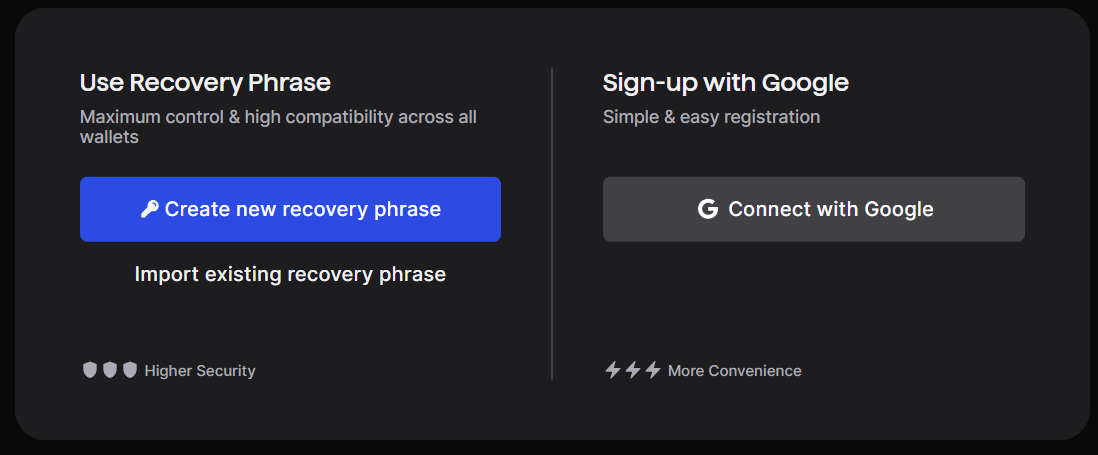 Use Recovery Phrase
Maximum control & high compatibility across all
wallets
Create new recovery phrase
Import existing recovery phrase
Higher Security
Sign-up with Google
Simple & easy registration
Connect with Google
More Convenience